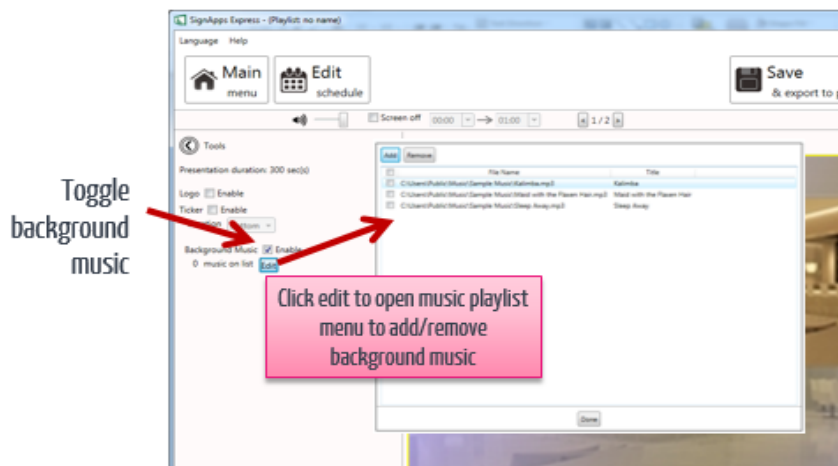 SignApps Express - (Playlist: no name)
Language Help
Main
menu
Edit
schedule
Save
& export to p
Screen off 00:00 01:00 1 / 2
Tools
Presentation duration: 300 sec(s)
Logo Enable
Ticker Enable
Background Music Enable
0 music on list Edit
Add Remove
File Name Title
C:\Users\Public\Music\Sample Music\Kalimba.mp3 Kalimba
C:\Users\Public\Music\Sample Music\Maid with the Flaxen Hair.mp3 Maid with the Flaxen Hair
C:\Users\Public\Music\Sample Music\Sleep Away.mp3 Sleep Away
Done
Toggle
background
music
Click edit to open music playlist
menu to add/remove
background music